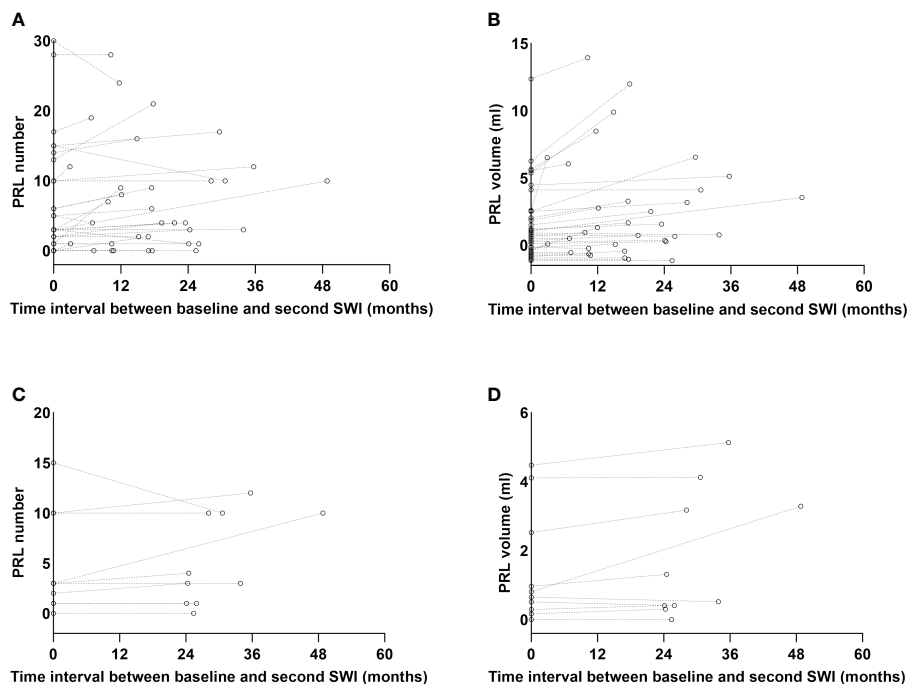 A
PRL number
30
20
10
0
0 12 24 36 48 60
Time interval between baseline and second SWI (months)
B
PRL volume (ml)
15
10
5
0
0 12 24 36 48 60
Time interval between baseline and second SWI (months)
C
PRL number
20
15
10
5
0
0 12 24 36 48 60
Time interval between baseline and second SWI (months)
D
PRL volume (ml)
6
4
2
0
0 12 24 36 48 60
Time interval between baseline and second SWI (months)